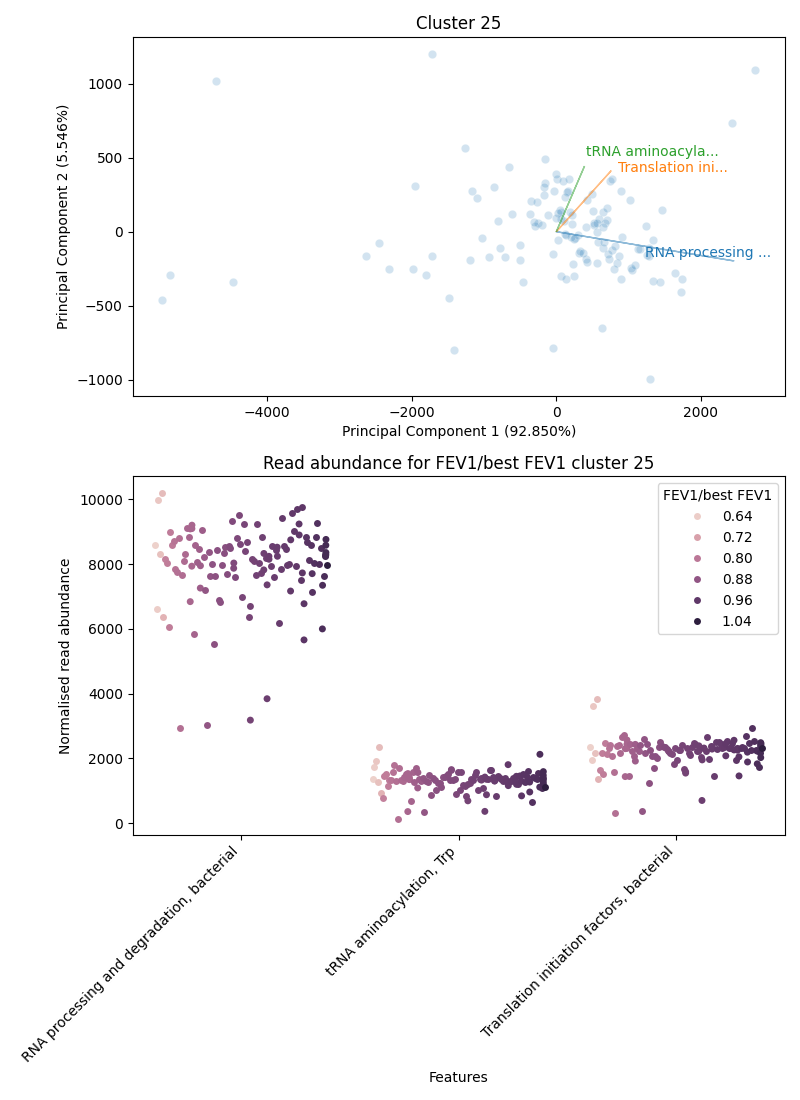 Cluster 25
Principal Component 2 (5.546%)
1000
500
0
−500
−1000
tRNA aminoacyla...
Translation ini...
RNA processing ...
−4000
−2000
0
2000
Principal Component 1 (92.850%)
Read abundance for FEV1/best FEV1 cluster 25
Normalised read abundance
10000
8000
6000
4000
2000
0
FEV1/best FEV1
0.64
0.72
0.80
0.88
0.96
1.04
RNA processing and degradation, bacterial
tRNA aminoacylation, Trp
Translation initiation factors, bacterial
Features